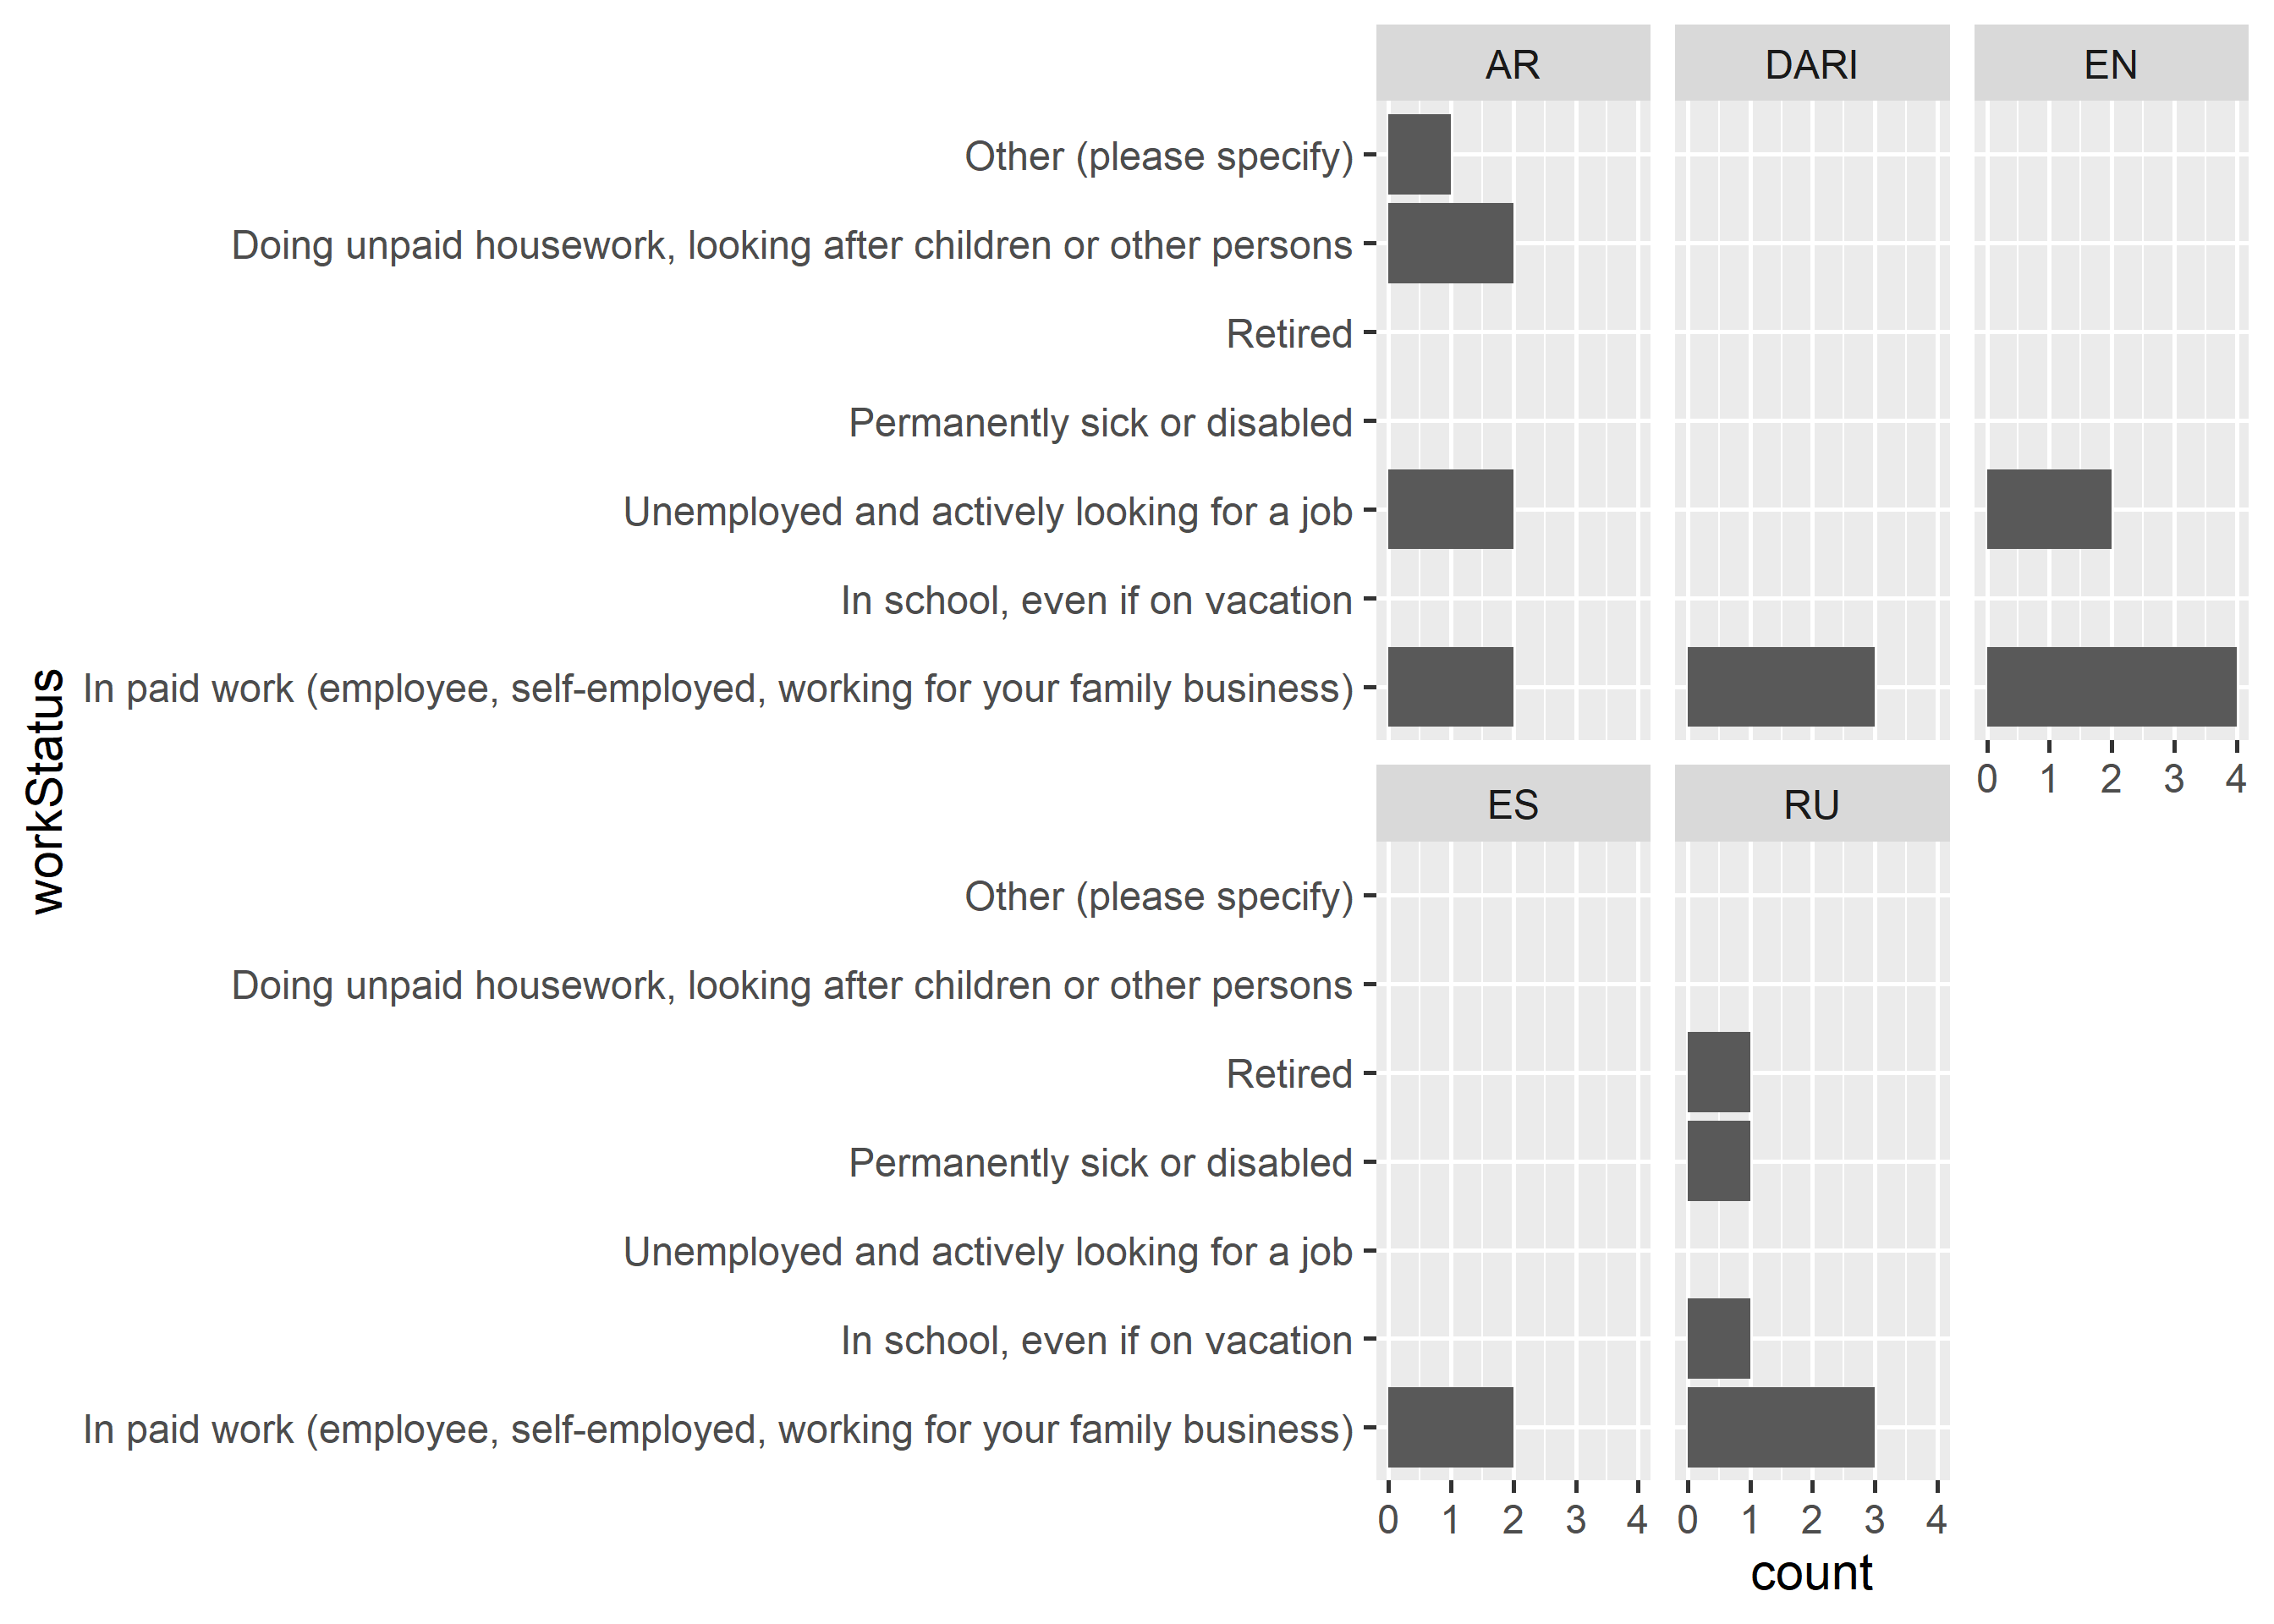 AR
DARI
EN
Other (please specify)
Doing unpaid housework, looking after children or other persons
Retired
Permanently sick or disabled
Unemployed and actively looking for a job
In school, even if on vacation
In paid work (employee, self-employed, working for your family business)
0 1 2 3 4
workStatus
ES
RU
Other (please specify)
Doing unpaid housework, looking after children or other persons
Retired
Permanently sick or disabled
Unemployed and actively looking for a job
In school, even if on vacation
In paid work (employee, self-employed, working for your family business)
0 1 2 3 4
0 1 2 3 4
count